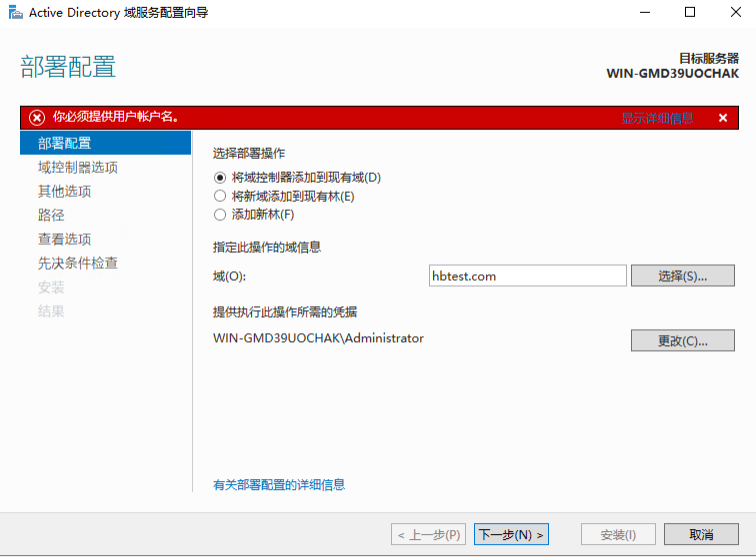 Active Directory 域服务配置向导
部署配置
目标服务器
WIN-GMD39UOCHAK
你必须提供用户帐户名。
显示详细信息
部署配置
域控制器选项
其他选项
路径
查看选项
先决条件检查
安装
结果
选择部署操作
将域控制器添加到现有域(D)
将新域添加到现有林(E)
添加新林(F)
指定此操作的域信息
域(O):
hbtest.com
选择(S)...
提供执行此操作所需的凭据
WIN-GMD39UOCHAK\Administrator
更改(C)...
有关部署配置的详细信息
< 上一步(P)
下一步(N) >
安装(I)
取消